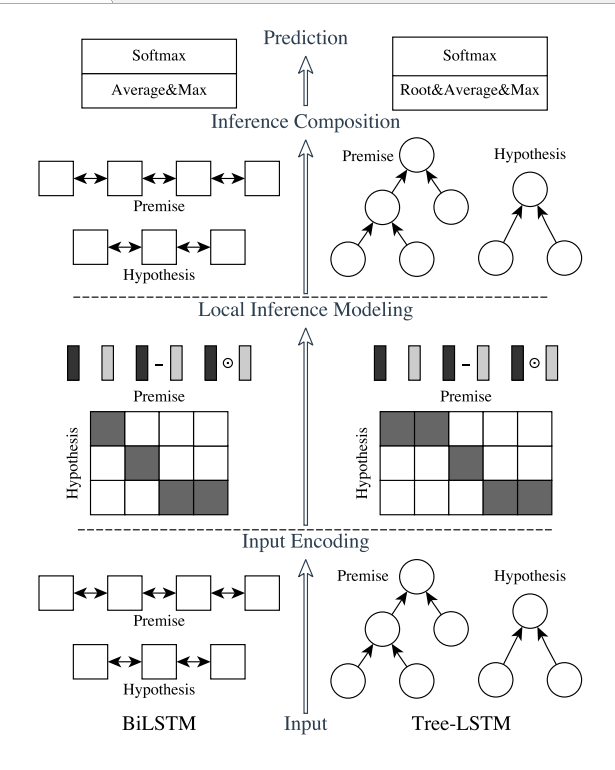 Prediction
Softmax
Average&Max
Softmax
Root&Average&Max
Inference Composition
Premise
Hypothesis
Premise
Hypothesis
Local Inference Modeling
−
⊙
−
⊙
Premise
Hypothesis
Premise
Hypothesis
Input Encoding
Premise
Hypothesis
Premise
Hypothesis
BiLSTM
Input
Tree-LSTM